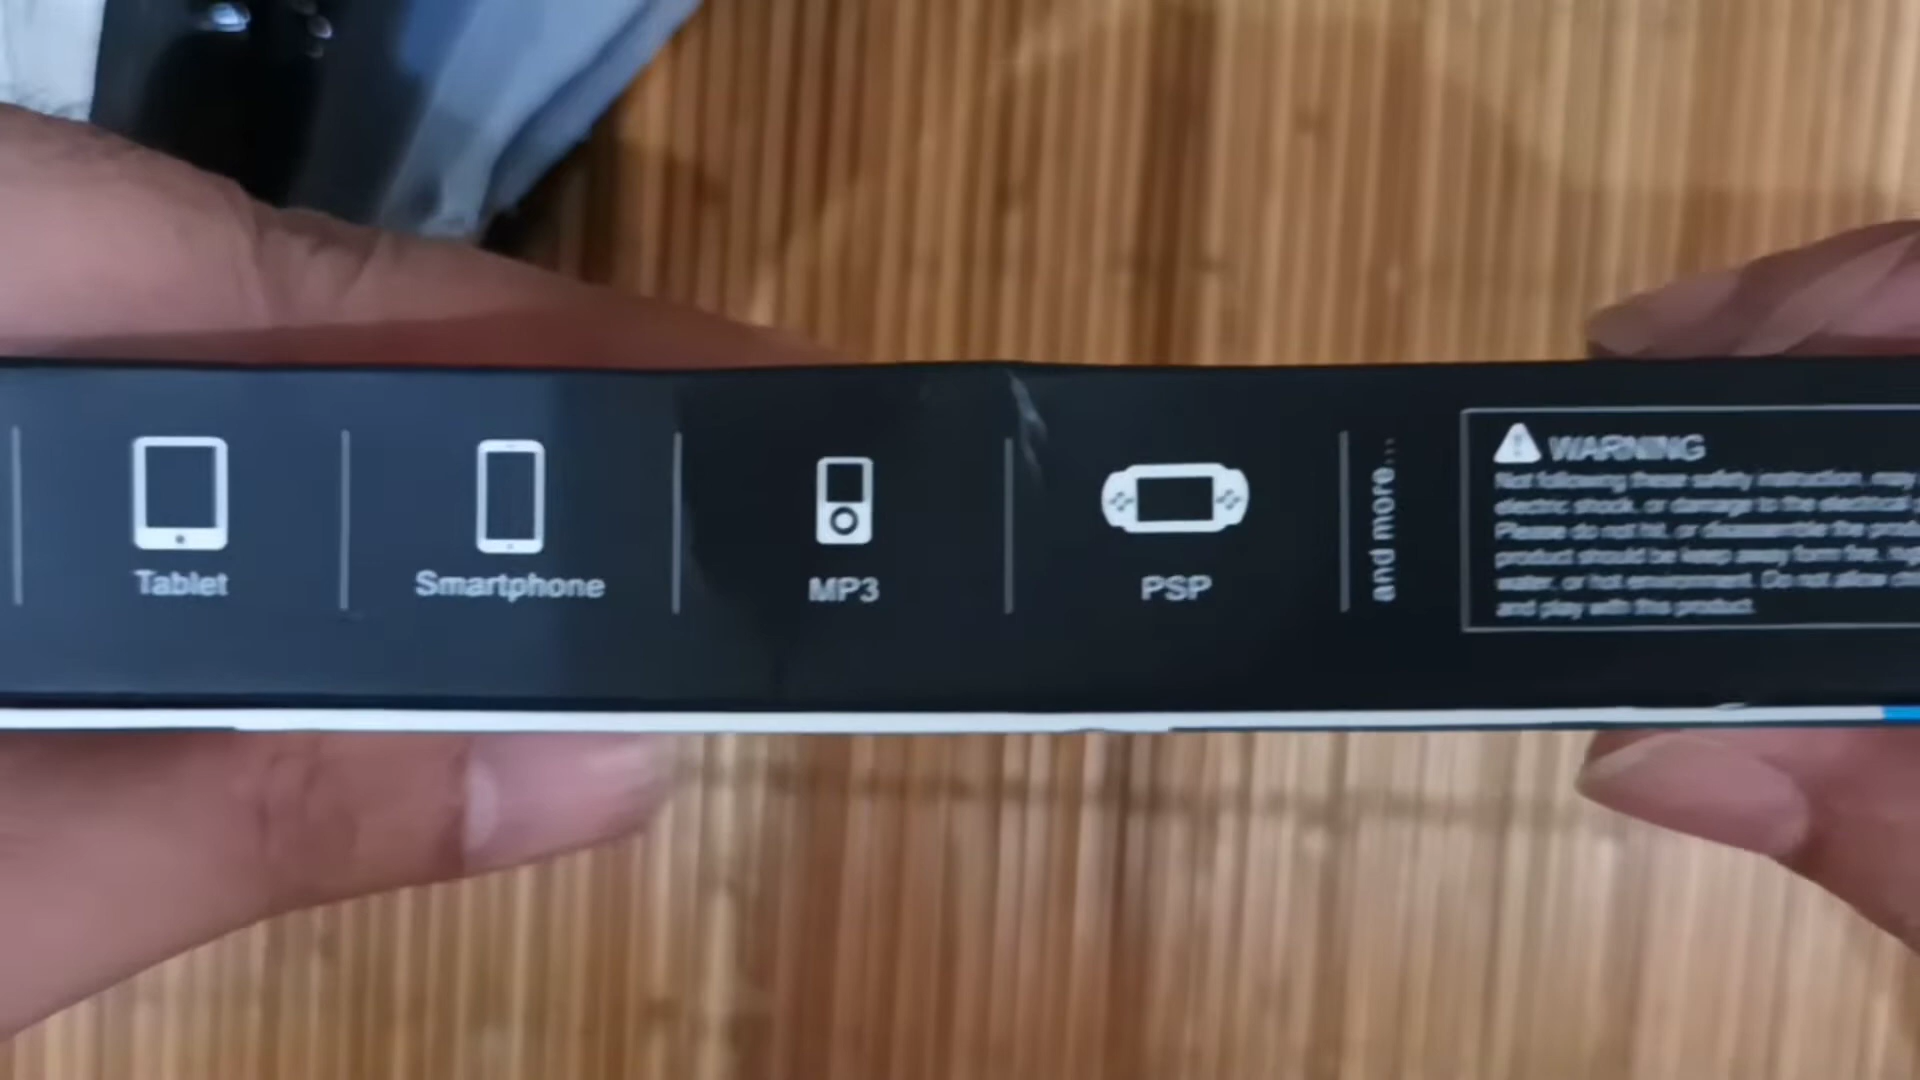 Tablet
Smartphone
MP3
PSP
and more...
WARNING
Not following these safety instruction, may
electric shock, or damage to the electrical
Please do not hit, or disassemble the
product should be keep away form fire,
water, or hot environment. Do not allow
and play with this product.